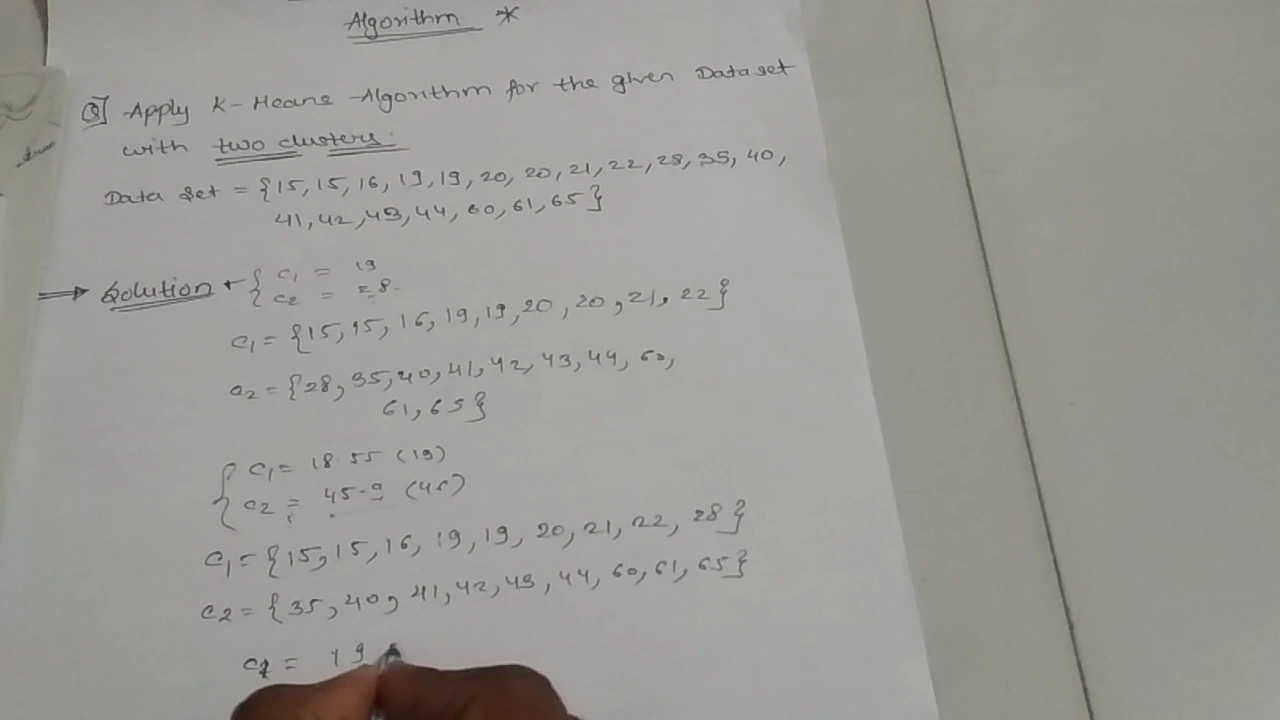 Algorithm *
Q] Apply K-Means Algorithm for the given Data set
with two clusters:
Data Set = {15, 15, 16, 19, 19, 20, 20, 21, 22, 28, 35, 40,
41, 42, 43, 44, 60, 61, 65}
⇒ Solution - { C1 = 19
C2 = 28.
C1 = {15, 15, 16, 19, 19, 20, 20, 21, 22}
C2 = {28, 35, 40, 41, 42, 43, 44, 60,
61, 65}
{ C1 = 18.55 (19)
C2 = 45.9 (46)
C1 = {15, 15, 16, 19, 19, 20, 21, 22, 28}
C2 = {35, 40, 41, 42, 43, 44, 60, 61, 65}
C1 = 19